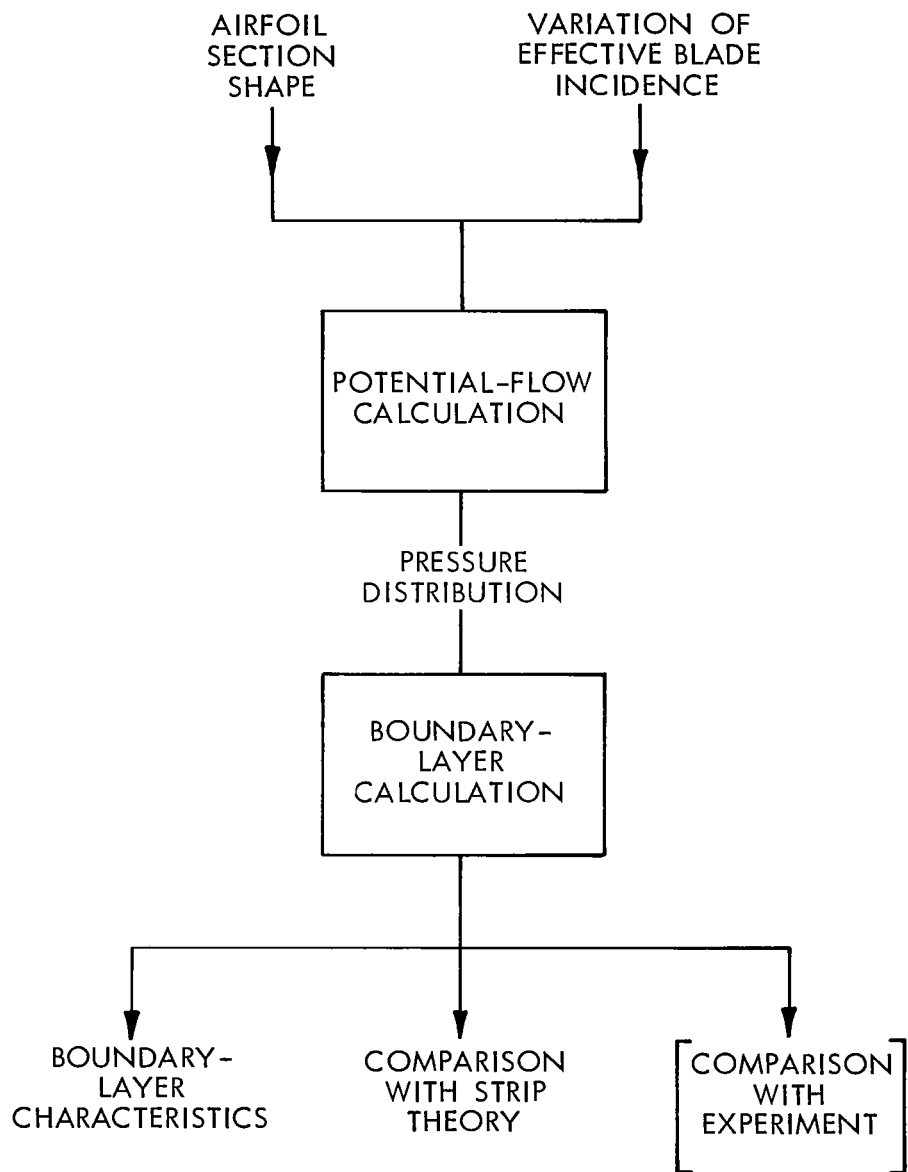 AIRFOIL
SECTION
SHAPE
VARIATION OF
EFFECTIVE BLADE
INCIDENCE
POTENTIAL-FLOW
CALCULATION
PRESSURE
DISTRIBUTION
BOUNDARY-
LAYER
CALCULATION
BOUNDARY-
LAYER
CHARACTERISTICS
COMPARISON
WITH STRIP
THEORY
COMPARISON
WITH
EXPERIMENT